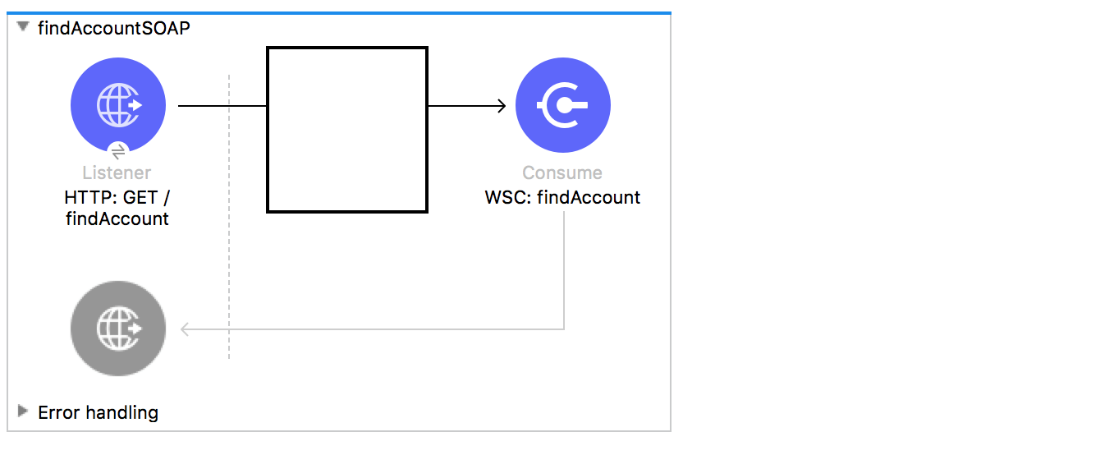 findAccountSOAP
Listener
HTTP: GET /
findAccount
Consume
WSC: findAccount
Error handling